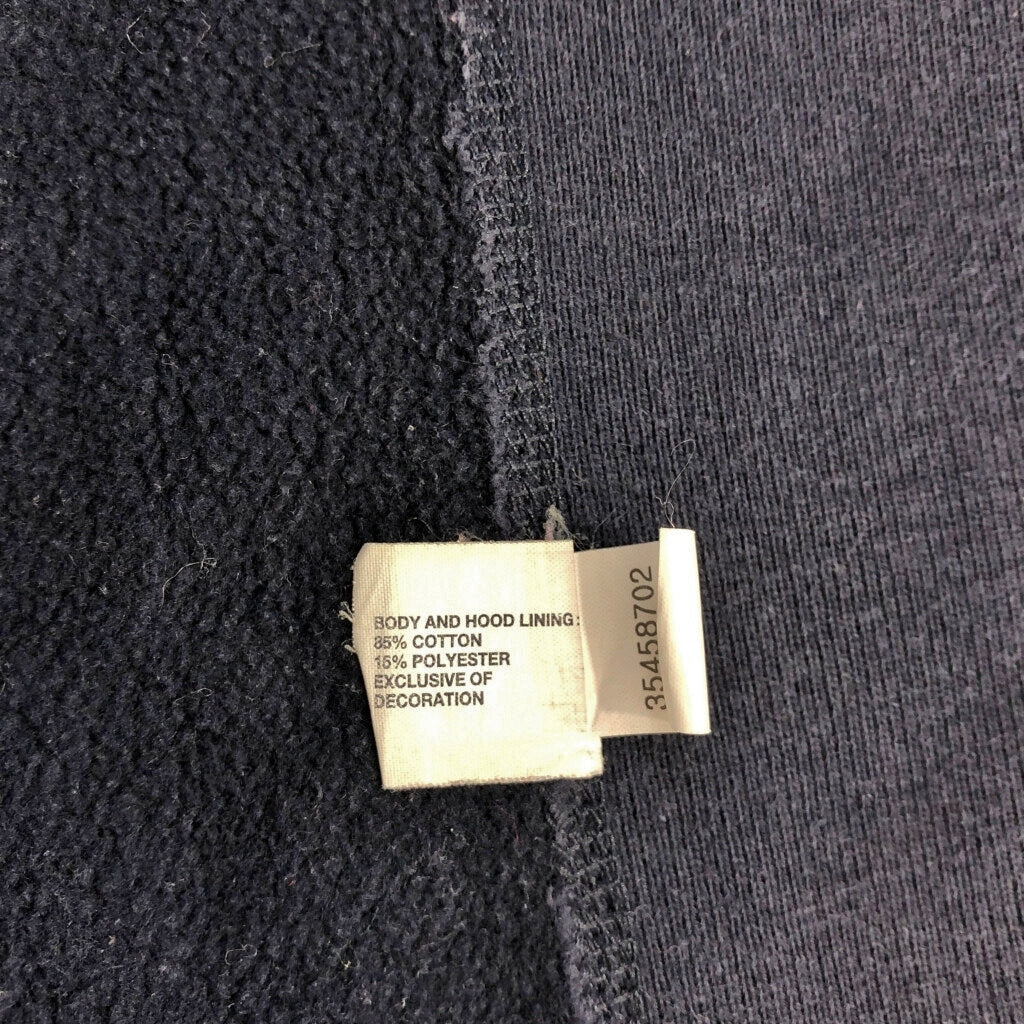 BODY AND HOOD LINING:
85% COTTON
15% POLYESTER
EXCLUSIVE OF
DECORATION
35458702